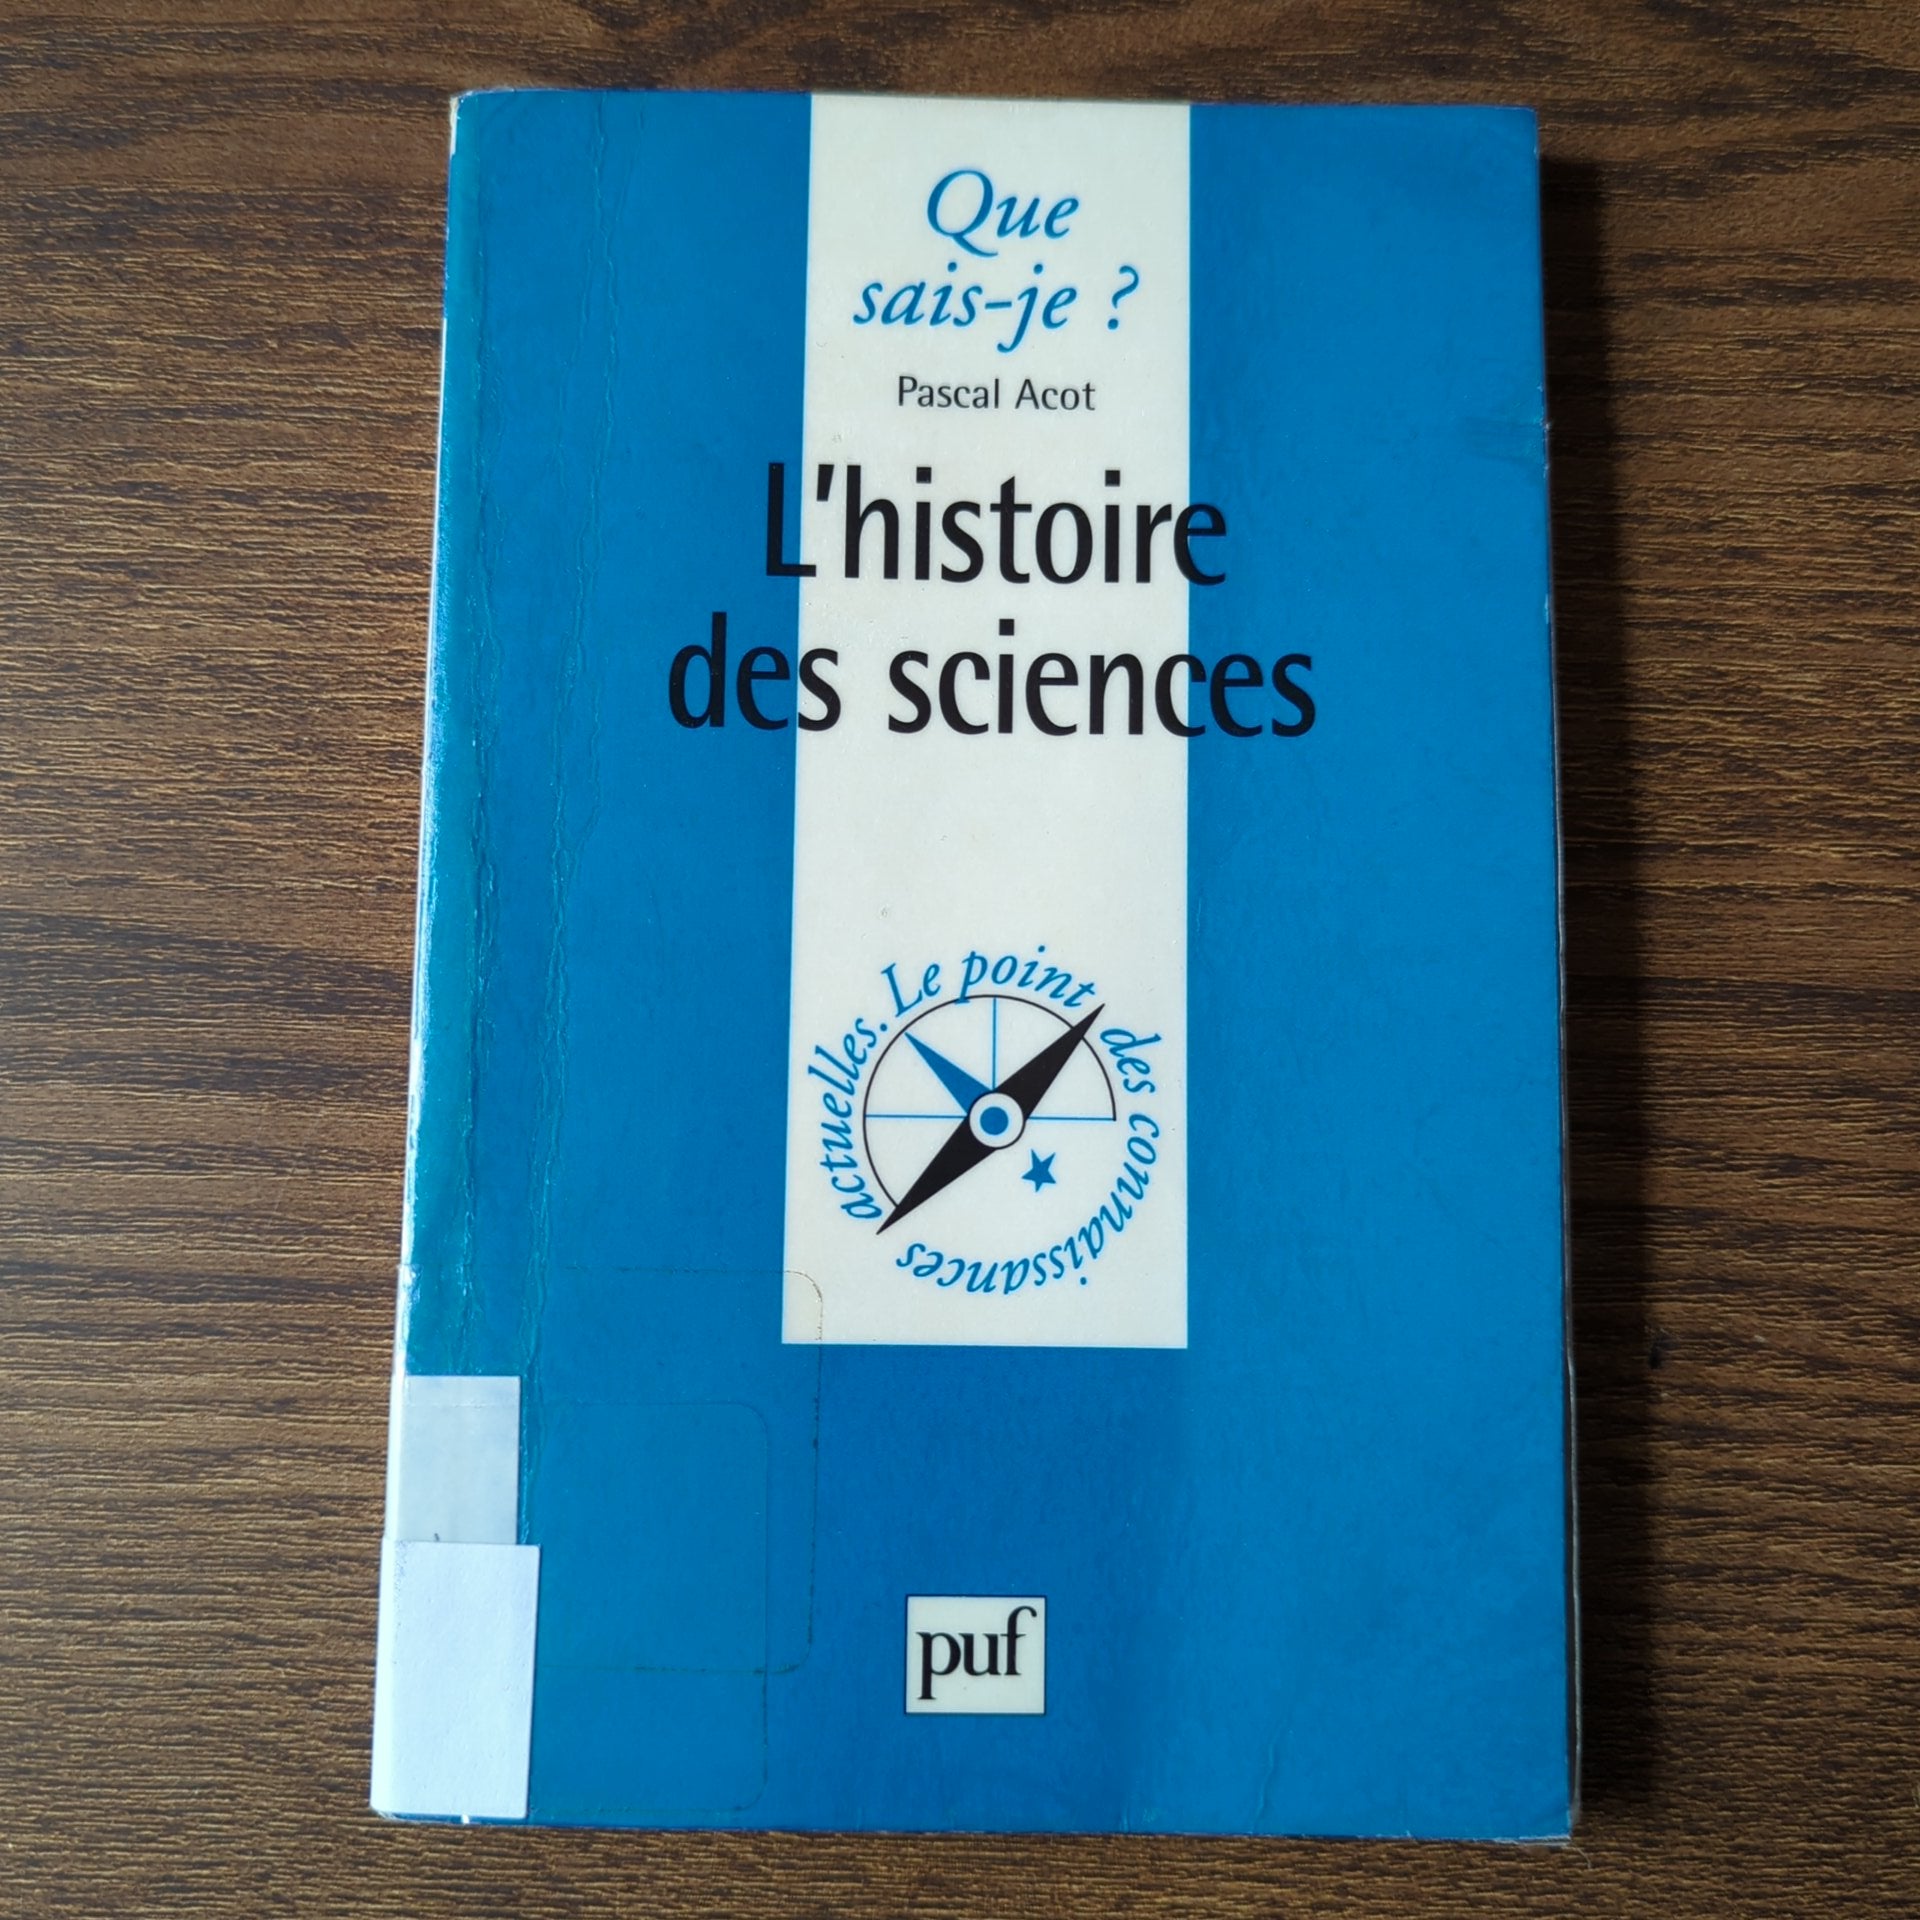 Que
sais-je ?
Pascal Acot
L'histoire
des sciences
Le point des connaissances actuelles.
puf